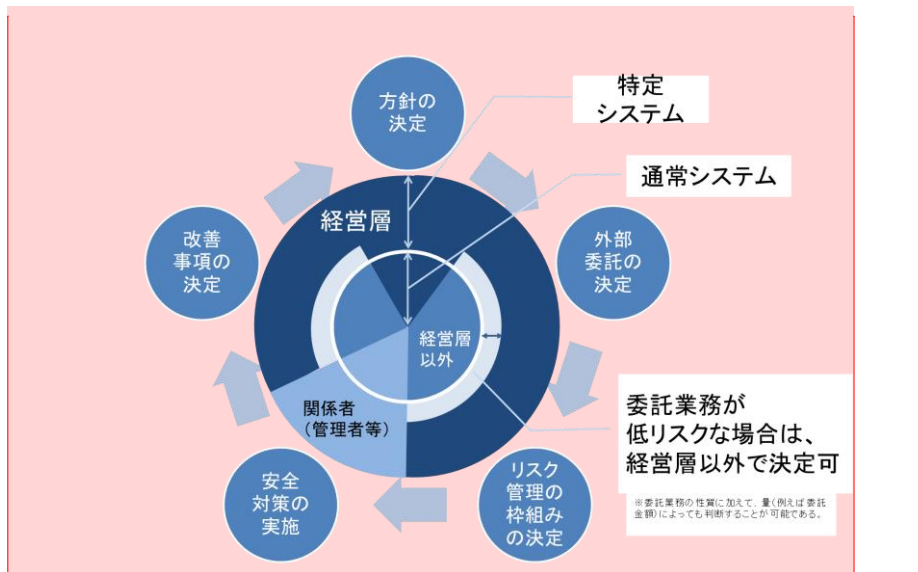 方針の
決定
特定
システム
通常システム
経営層
外部
委託の
決定
改善
事項の
決定
経営層
以外
関係者
(管理者等)
委託業務が
低リスクな場合は、
経営層以外で決定可
※委託業務の性質に加えて、量(例えば委託
金額)によっても判断することが可能である。
リスク
管理の
枠組み
の決定
安全
対策の
実施